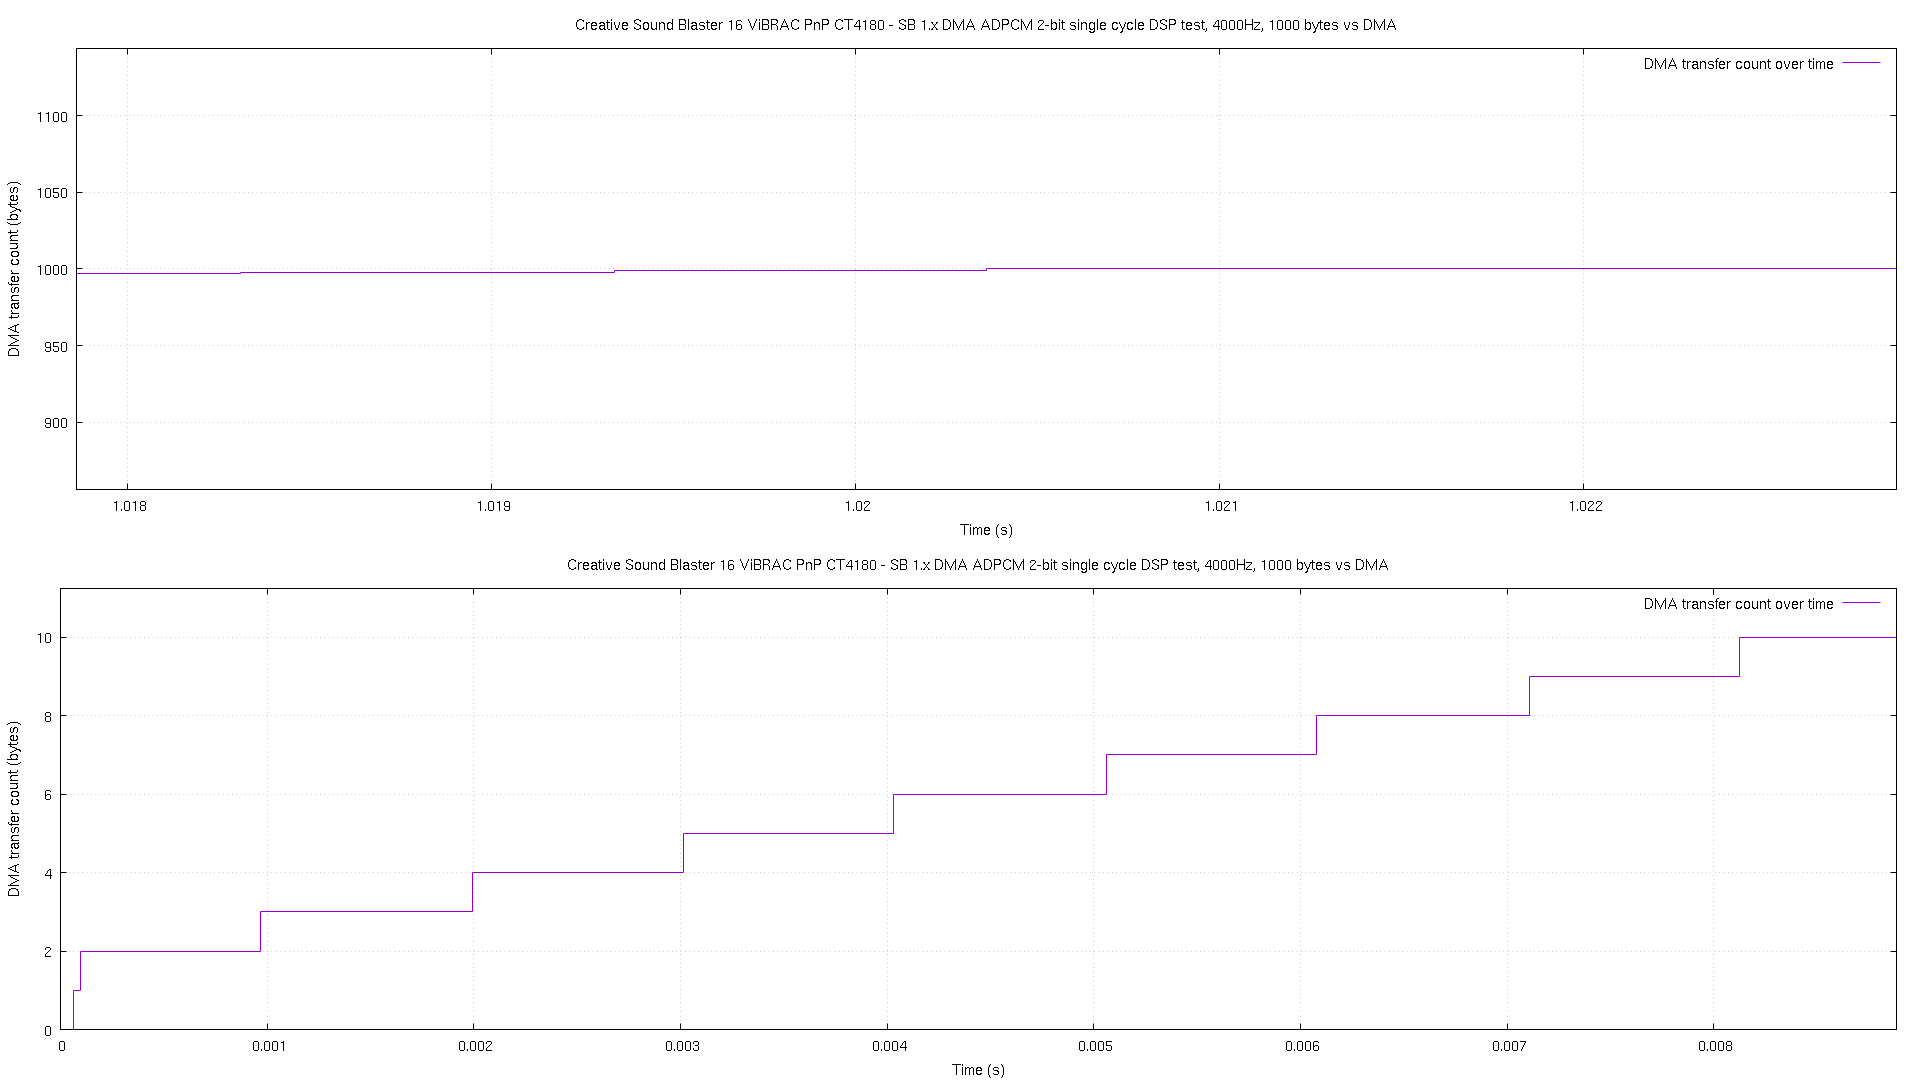 Creative Sound Blaster 16 ViBRAC PnP CT4180 - SB 1.x DMA ADPCM 2-bit single cycle DSP test, 4000Hz, 1000 bytes vs DMA
DMA transfer count over time
1100
1050
1000
950
900
DMA transfer count (bytes)
1.018 1.019 1.02 1.021 1.022
Time (s)
Creative Sound Blaster 16 ViBRAC PnP CT4180 - SB 1.x DMA ADPCM 2-bit single cycle DSP test, 4000Hz, 1000 bytes vs DMA
DMA transfer count over time
10
8
6
4
2
0
DMA transfer count (bytes)
0 0.001 0.002 0.003 0.004 0.005 0.006 0.007 0.008
Time (s)